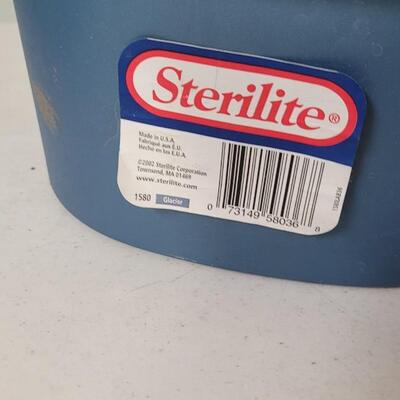 Sterilite®
Made in U.S.A.
Fabriqué aux E.U.
Hecho en los E.U.A.
©2002 Sterilite Corporation
Townsend, MA 01469
www.sterilite.com
1580 Glacier
0 73149 58036 8